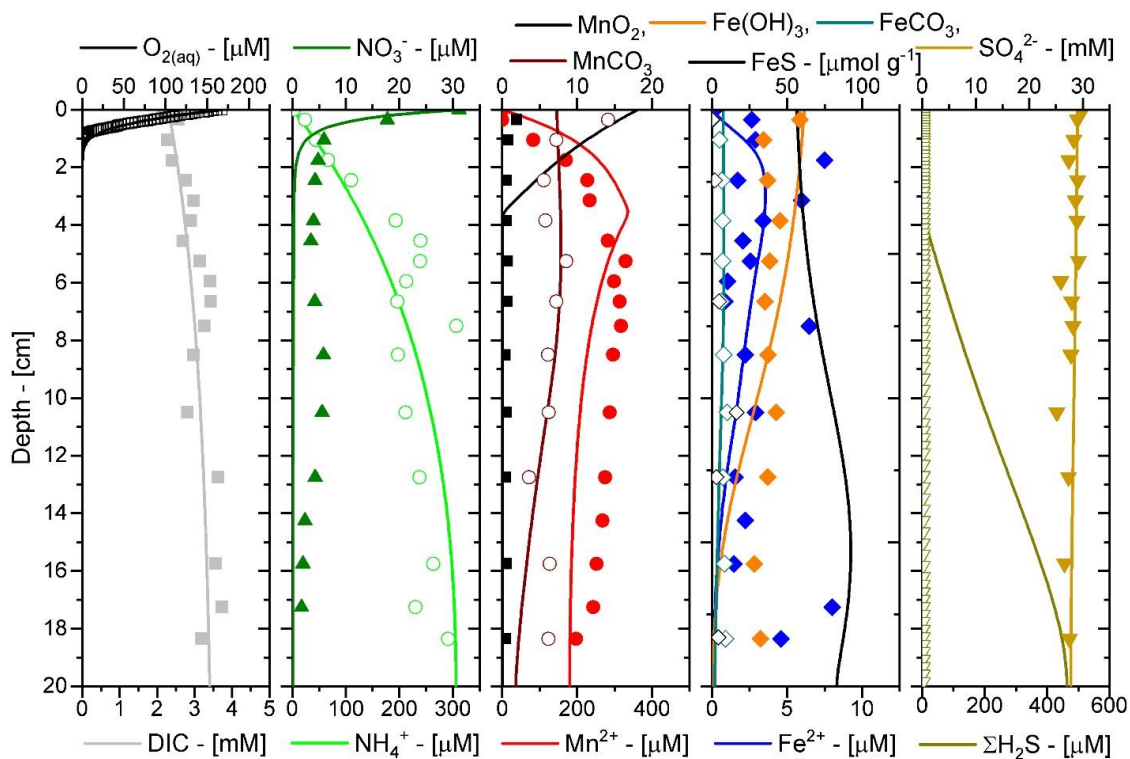 MnO₂, Fe(OH)₃, FeCO₃,
O₂₍aq₎ - [µM] NO₃⁻ - [µM] MnCO₃ FeS - [µmol g⁻¹] SO₄²⁻ - [mM]
0 50 100 150 200 0 10 20 30 0 20 40 0 50 100 0 10 20 30
0
2
4
6
8
10
12
14
16
18
20
Depth - [cm]
0 1 2 3 4 5 0 100 200 300 0 200 400 0 5 10 0 200 400 600
DIC - [mM] NH₄⁺ - [µM] Mn²⁺ - [µM] Fe²⁺ - [µM] ΣH₂S - [µM]